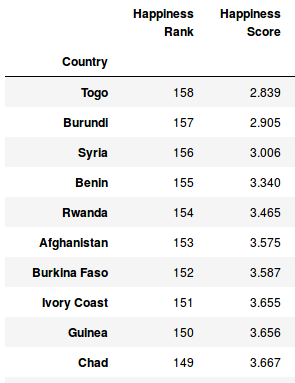 Happiness Happiness
Rank Score
Country
Togo 158 2.839
Burundi 157 2.905
Syria 156 3.006
Benin 155 3.340
Rwanda 154 3.465
Afghanistan 153 3.575
Burkina Faso 152 3.587
Ivory Coast 151 3.655
Guinea 150 3.656
Chad 149 3.667